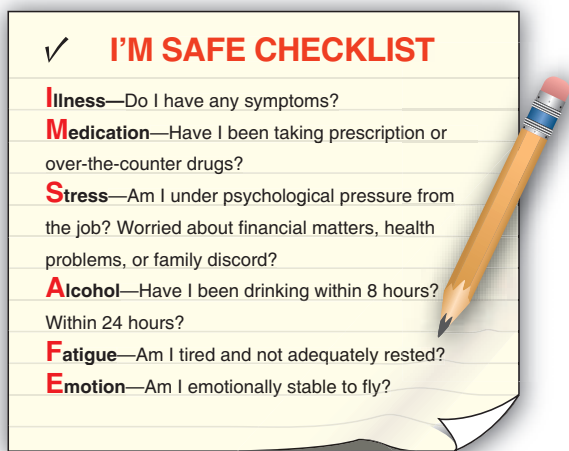 ✓ I'M SAFE CHECKLIST
Illness—Do I have any symptoms?
Medication—Have I been taking prescription or
over-the-counter drugs?
Stress—Am I under psychological pressure from
the job? Worried about financial matters, health
problems, or family discord?
Alcohol—Have I been drinking within 8 hours?
Within 24 hours?
Fatigue—Am I tired and not adequately rested?
Emotion—Am I emotionally stable to fly?